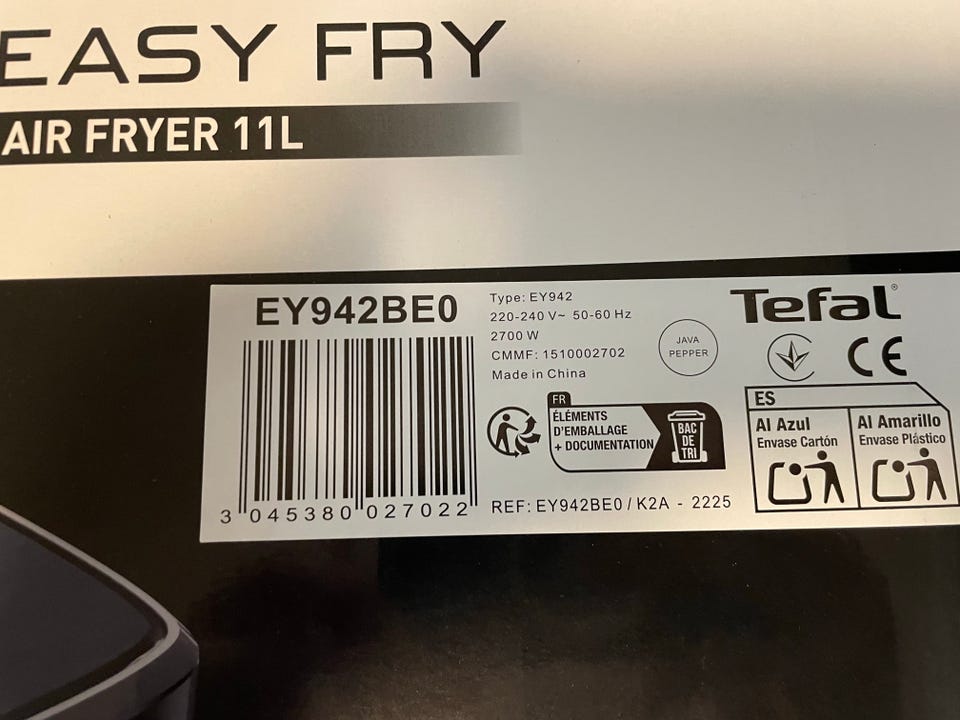 EASY FRY
AIR FRYER 11L
EY942BE0
3 045380 027022
Type: EY942
220-240 V~ 50-60 Hz
2700 W
CMMF: 1510002702
Made in China
JAVA
PEPPER
FR
ÉLÉMENTS
D'EMBALLAGE
+ DOCUMENTATION
BAC
DE
TRI
REF: EY942BE0 / K2A - 2225
Tefal®
CE
ES
Al Azul
Envase Cartón
Al Amarillo
Envase Plástico